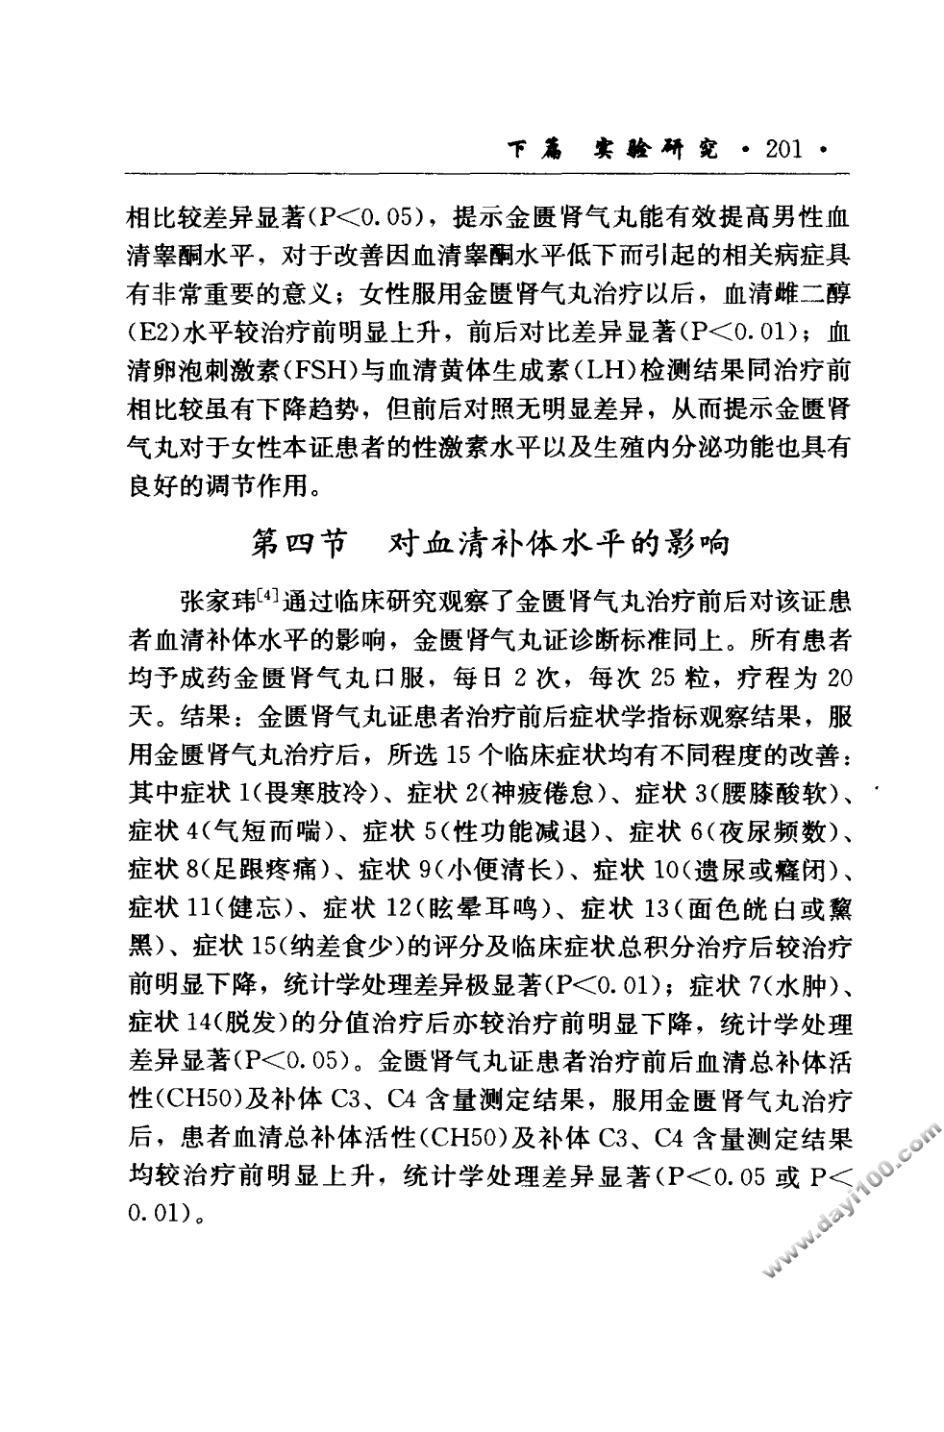 下篇 实验研究 · 201 ·
相比较差异显著(P<0.05)，提示金匮肾气丸能有效提高男性血
清睾酮水平，对于改善因血清睾酮水平低下而引起的相关病症具
有非常重要的意义；女性服用金匮肾气丸治疗以后，血清雌二醇
(E2)水平较治疗前明显上升，前后对比差异显著(P<0.01)；血
清卵泡刺激素(FSH)与血清黄体生成素(LH)检测结果同治疗前
相比较虽有下降趋势，但前后对照无明显差异，从而提示金匮肾
气丸对于女性本证患者的性激素水平以及生殖内分泌功能也具有
良好的调节作用。
第四节 对血清补体水平的影响
张家玮[4]通过临床研究观察了金匮肾气丸治疗前后对该证患
者血清补体水平的影响，金匮肾气丸证诊断标准同上。所有患者
均予成药金匮肾气丸口服，每日 2 次，每次 25 粒，疗程为 20
天。结果：金匮肾气丸证患者治疗前后症状学指标观察结果，服
用金匮肾气丸治疗后，所选 15 个临床症状均有不同程度的改善：
其中症状 1(畏寒肢冷)、症状 2(神疲倦怠)、症状 3(腰膝酸软)、
症状 4(气短而喘)、症状 5(性功能减退)、症状 6(夜尿频数)、
症状 8(足跟疼痛)、症状 9(小便清长)、症状 10(遗尿或癃闭)、
症状 11(健忘)、症状 12(眩晕耳鸣)、症状 13(面色㿠白或黧
黑)、症状 15(纳差食少)的评分及临床症状总积分治疗后较治疗
前明显下降，统计学处理差异极显著(P<0.01)；症状 7(水肿)、
症状 14(脱发)的分值治疗后亦较治疗前明显下降，统计学处理
差异显著(P<0.05)。金匮肾气丸证患者治疗前后血清总补体活
性(CH50)及补体 C3、C4 含量测定结果，服用金匮肾气丸治疗
后，患者血清总补体活性(CH50)及补体 C3、C4 含量测定结果
均较治疗前明显上升，统计学处理差异显著(P<0.05 或 P<
0.01)。
www.dayi100.com